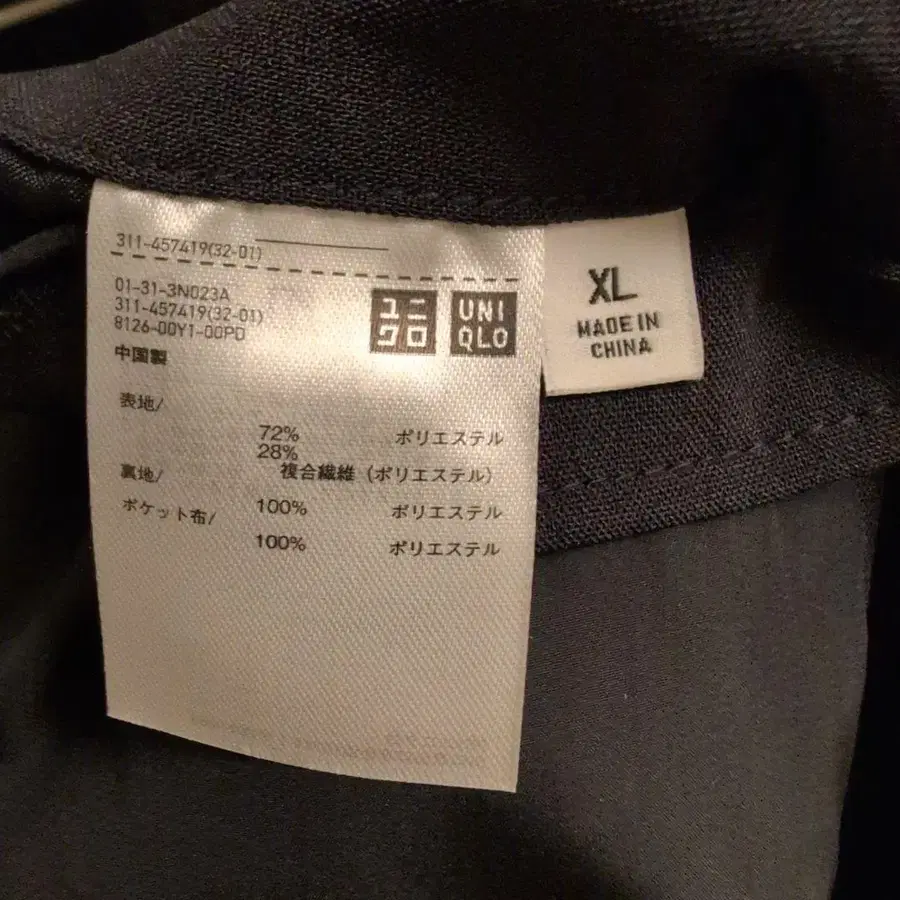 311-457419(32-01)
01-31-3N023A
311-457419(32-01)
8126-00Y1-00PD
中国製
ユニクロ
UNIQLO
表地/
72% ポリエステル
28% 複合繊維(ポリエステル)
裏地/
100% ポリエステル
ポケット布/
100% ポリエステル
XL
MADE IN
CHINA